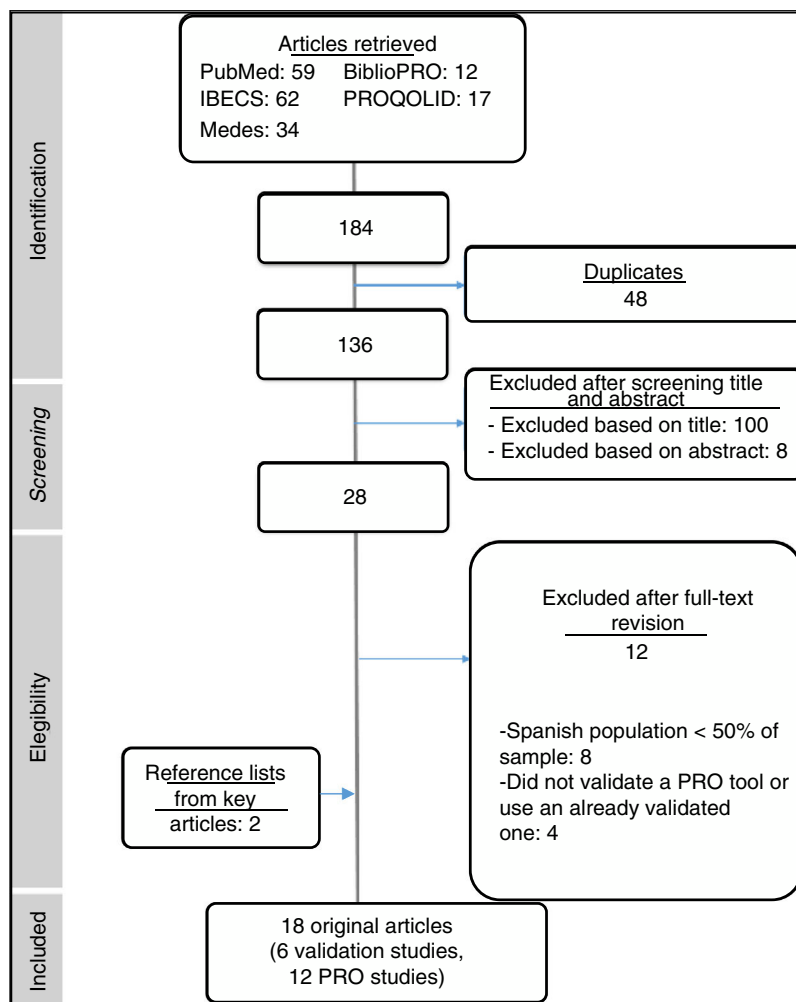 Articles retrieved
PubMed: 59 BiblioPRO: 12
IBECS: 62 PROQOLID: 17
Medes: 34
Identification
184
Duplicates
48
136
Screening
Excluded after screening title
and abstract
- Excluded based on title: 100
- Excluded based on abstract: 8
28
Elegibility
Excluded after full-text
revision
12
-Spanish population < 50% of
sample: 8
-Did not validate a PRO tool or
use an already validated
one: 4
Reference lists
from key
articles: 2
Included
18 original articles
(6 validation studies,
12 PRO studies)